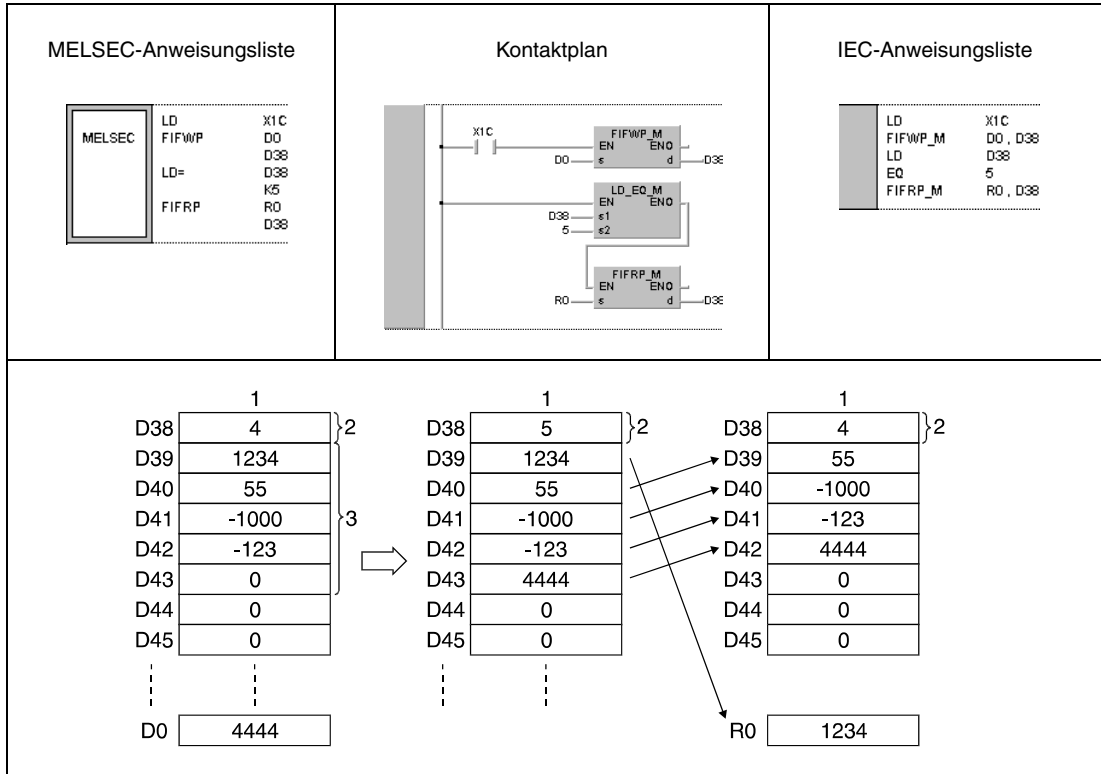 MELSEC-Anweisungsliste
MELSEC
LD X1C
FIFWP D0
D38
LD= D38
K5
FIFRP R0
D38
Kontaktplan
X1C
FIFWP_M
EN ENO
D0 s d D38
LD_EQ_M
EN ENO
D38 s1
5 s2
FIFRP_M
EN ENO
R0 s d D38
IEC-Anweisungsliste
LD X1C
FIFWP_M D0 , D38
LD D38
EQ 5
FIFRP_M R0 , D38
1
D38 4 2
D39 1234
D40 55
D41 -1000 3
D42 -123
D43 0
D44 0
D45 0
D0 4444
1
D38 5 2
D39 1234
D40 55
D41 -1000
D42 -123
D43 4444
D44 0
D45 0
1
D38 4 2
D39 55
D40 -1000
D41 -123
D42 4444
D43 0
D44 0
D45 0
R0 1234